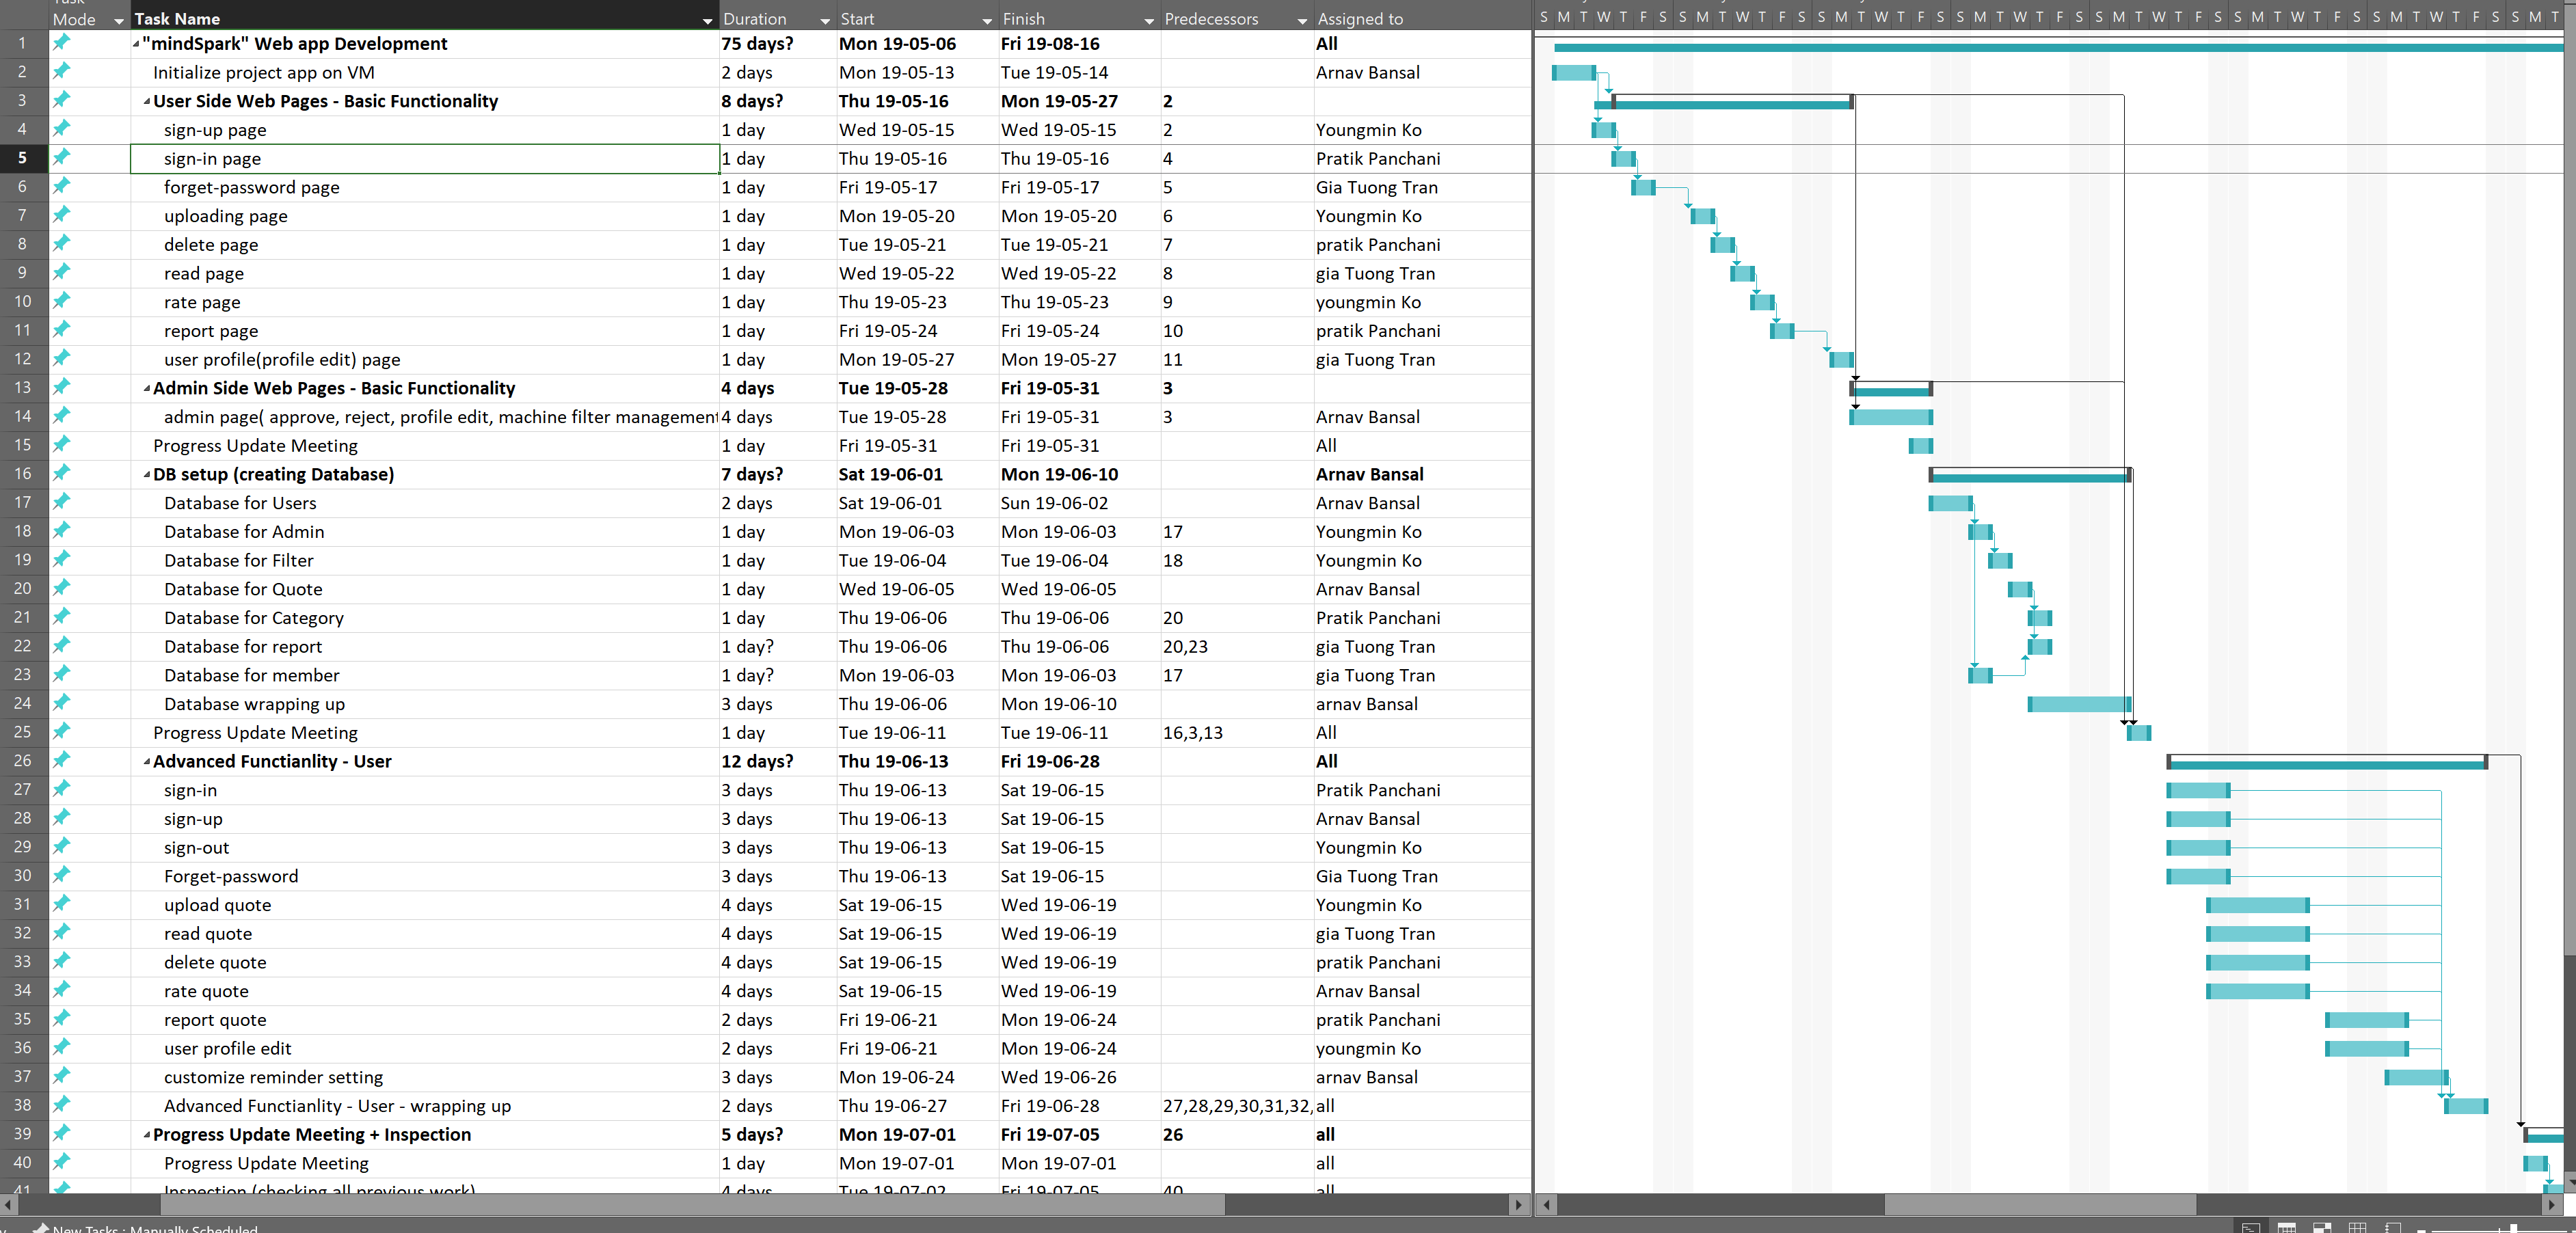 Task
Mode Task Name Duration Start Finish Predecessors Assigned to S M T W T F S S M T W T F S S M T W T F S S M T W T F S S M T W T F S S M T W T F S S M T W T F S S M T
1 "mindSpark" Web app Development 75 days? Mon 19-05-06 Fri 19-08-16 All
2 Initialize project app on VM 2 days Mon 19-05-13 Tue 19-05-14 Arnav Bansal
3 User Side Web Pages - Basic Functionality 8 days? Thu 19-05-16 Mon 19-05-27 2
4 sign-up page 1 day Wed 19-05-15 Wed 19-05-15 2 Youngmin Ko
5 sign-in page 1 day Thu 19-05-16 Thu 19-05-16 4 Pratik Panchani
6 forget-password page 1 day Fri 19-05-17 Fri 19-05-17 5 Gia Tuong Tran
7 uploading page 1 day Mon 19-05-20 Mon 19-05-20 6 Youngmin Ko
8 delete page 1 day Tue 19-05-21 Tue 19-05-21 7 pratik Panchani
9 read page 1 day Wed 19-05-22 Wed 19-05-22 8 gia Tuong Tran
10 rate page 1 day Thu 19-05-23 Thu 19-05-23 9 youngmin Ko
11 report page 1 day Fri 19-05-24 Fri 19-05-24 10 pratik Panchani
12 user profile(profile edit) page 1 day Mon 19-05-27 Mon 19-05-27 11 gia Tuong Tran
13 Admin Side Web Pages - Basic Functionality 4 days Tue 19-05-28 Fri 19-05-31 3
14 admin page( approve, reject, profile edit, machine filter management 4 days Tue 19-05-28 Fri 19-05-31 3 Arnav Bansal
15 Progress Update Meeting 1 day Fri 19-05-31 Fri 19-05-31 All
16 DB setup (creating Database) 7 days? Sat 19-06-01 Mon 19-06-10 Arnav Bansal
17 Database for Users 2 days Sat 19-06-01 Sun 19-06-02 Arnav Bansal
18 Database for Admin 1 day Mon 19-06-03 Mon 19-06-03 17 Youngmin Ko
19 Database for Filter 1 day Tue 19-06-04 Tue 19-06-04 18 Youngmin Ko
20 Database for Quote 1 day Wed 19-06-05 Wed 19-06-05 Arnav Bansal
21 Database for Category 1 day Thu 19-06-06 Thu 19-06-06 20 Pratik Panchani
22 Database for report 1 day? Thu 19-06-06 Thu 19-06-06 20,23 gia Tuong Tran
23 Database for member 1 day? Mon 19-06-03 Mon 19-06-03 17 gia Tuong Tran
24 Database wrapping up 3 days Thu 19-06-06 Mon 19-06-10 arnav Bansal
25 Progress Update Meeting 1 day Tue 19-06-11 Tue 19-06-11 16,3,13 All
26 Advanced Functianlity - User 12 days? Thu 19-06-13 Fri 19-06-28 All
27 sign-in 3 days Thu 19-06-13 Sat 19-06-15 Pratik Panchani
28 sign-up 3 days Thu 19-06-13 Sat 19-06-15 Arnav Bansal
29 sign-out 3 days Thu 19-06-13 Sat 19-06-15 Youngmin Ko
30 Forget-password 3 days Thu 19-06-13 Sat 19-06-15 Gia Tuong Tran
31 upload quote 4 days Sat 19-06-15 Wed 19-06-19 Youngmin Ko
32 read quote 4 days Sat 19-06-15 Wed 19-06-19 gia Tuong Tran
33 delete quote 4 days Sat 19-06-15 Wed 19-06-19 pratik Panchani
34 rate quote 4 days Sat 19-06-15 Wed 19-06-19 Arnav Bansal
35 report quote 2 days Fri 19-06-21 Mon 19-06-24 pratik Panchani
36 user profile edit 2 days Fri 19-06-21 Mon 19-06-24 youngmin Ko
37 customize reminder setting 3 days Mon 19-06-24 Wed 19-06-26 arnav Bansal
38 Advanced Functianlity - User - wrapping up 2 days Thu 19-06-27 Fri 19-06-28 27,28,29,30,31,32, all
39 Progress Update Meeting + Inspection 5 days? Mon 19-07-01 Fri 19-07-05 26 all
40 Progress Update Meeting 1 day Mon 19-07-01 Mon 19-07-01 all
41 Inspection (checking all previous work) 4 days Tue 19-07-02 Fri 19-07-05 40 all
New Tasks : Manually Scheduled